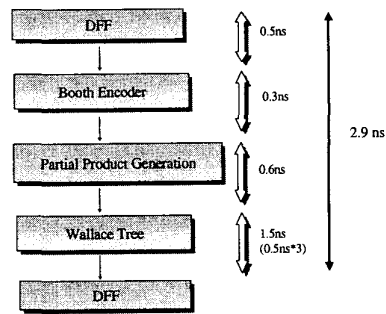 DFF
0.5ns
Booth Encoder
0.3ns
2.9 ns
Partial Product Generation
0.6ns
Wallace Tree
1.5ns
(0.5ns*3)
DFF